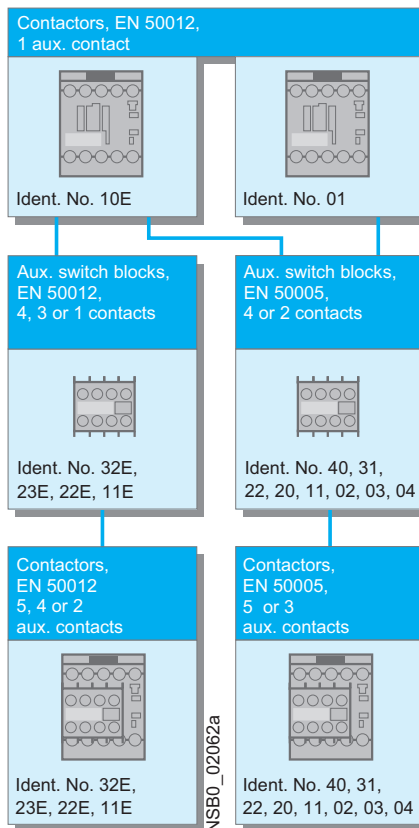 Contactors, EN 50012,
1 aux. contact
Ident. No. 10E
Ident. No. 01
Aux. switch blocks,
EN 50012,
4, 3 or 1 contacts
Aux. switch blocks,
EN 50005,
4 or 2 contacts
Ident. No. 32E,
23E, 22E, 11E
Ident. No. 40, 31,
22, 20, 11, 02, 03, 04
Contactors,
EN 50012
5, 4 or 2
aux. contacts
Contactors,
EN 50005,
5 or 3
aux. contacts
Ident. No. 32E,
23E, 22E, 11E
NSB0_02062a
Ident. No. 40, 31,
22, 20, 11, 02, 03, 04